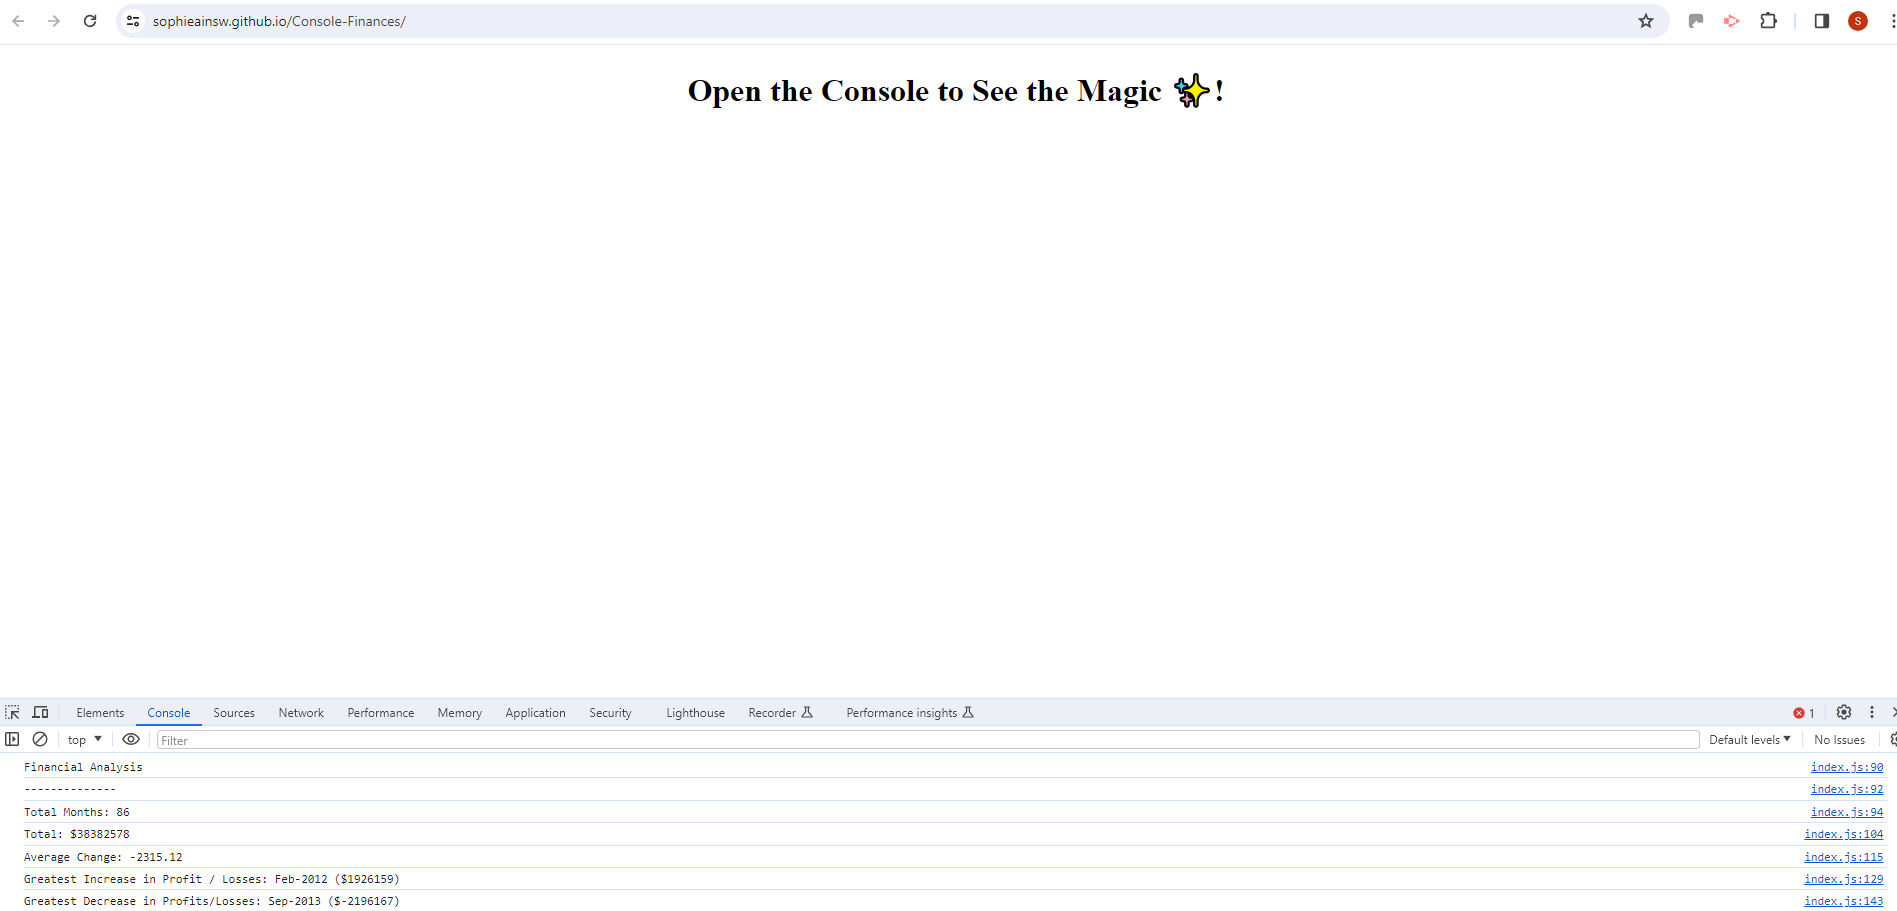 sophieainsw.github.io/Console-Finances/
S
Open the Console to See the Magic ✨!
Elements Console Sources Network Performance Memory Application Security Lighthouse Recorder Performance insights 1
top Filter Default levels No Issues
Financial Analysis index.js:90
-------------- index.js:92
Total Months: 86 index.js:94
Total: $38382578 index.js:104
Average Change: -2315.12 index.js:115
Greatest Increase in Profit / Losses: Feb-2012 ($1926159) index.js:129
Greatest Decrease in Profits/Losses: Sep-2013 ($-2196167) index.js:143